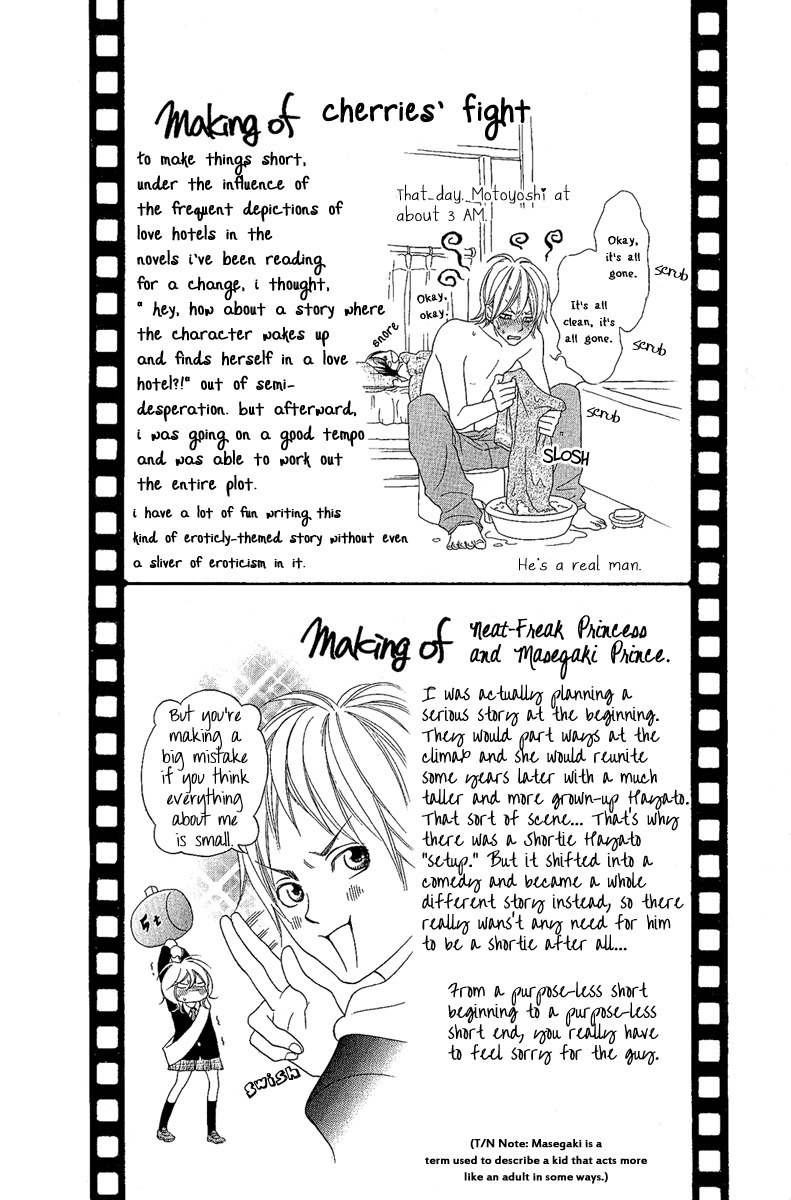 Making of cherries' fight
to make things short,
under the influence of
the frequent depictions of
love hotels in the
novels i've been reading
for a change, i thought,
" hey, how about a story where
the character wakes up
and finds herself in a love
hotel?!" out of semi-
desperation. but afterward,
i was going on a good tempo
and was able to work out
the entire plot.
i have a lot of fun writing this
kind of eroticly-themed story without even
a sliver of eroticism in it.
That day, Motoyoshi at
about 3 AM.
Okay,
it's all
gone.
It's all
clean, it's
all gone.
scrub
scrub
scrub
Okay,
okay.
snore
SLOSH
He's a real man.
Making of Neat-Freak Princess
and Masegaki Prince.
But you're
making a
big mistake
if you think
everything
about me
is small.
5t
swish
I was actually planning a
serious story at the beginning.
They would part ways at the
climax and she would reunite
some years later with a much
taller and more grown-up Hayato.
That sort of scene... That's why
there was a Shortie Hayato
"setup." But it shifted into a
comedy and became a whole
different story instead, so there
really wans't any need for him
to be a shortie after all...
From a purpose-less short
beginning to a purpose-less
short end, you really have
to feel sorry for the guy.
(T/N Note: Masegaki is a
term used to describe a kid that acts more
like an adult in some ways.)